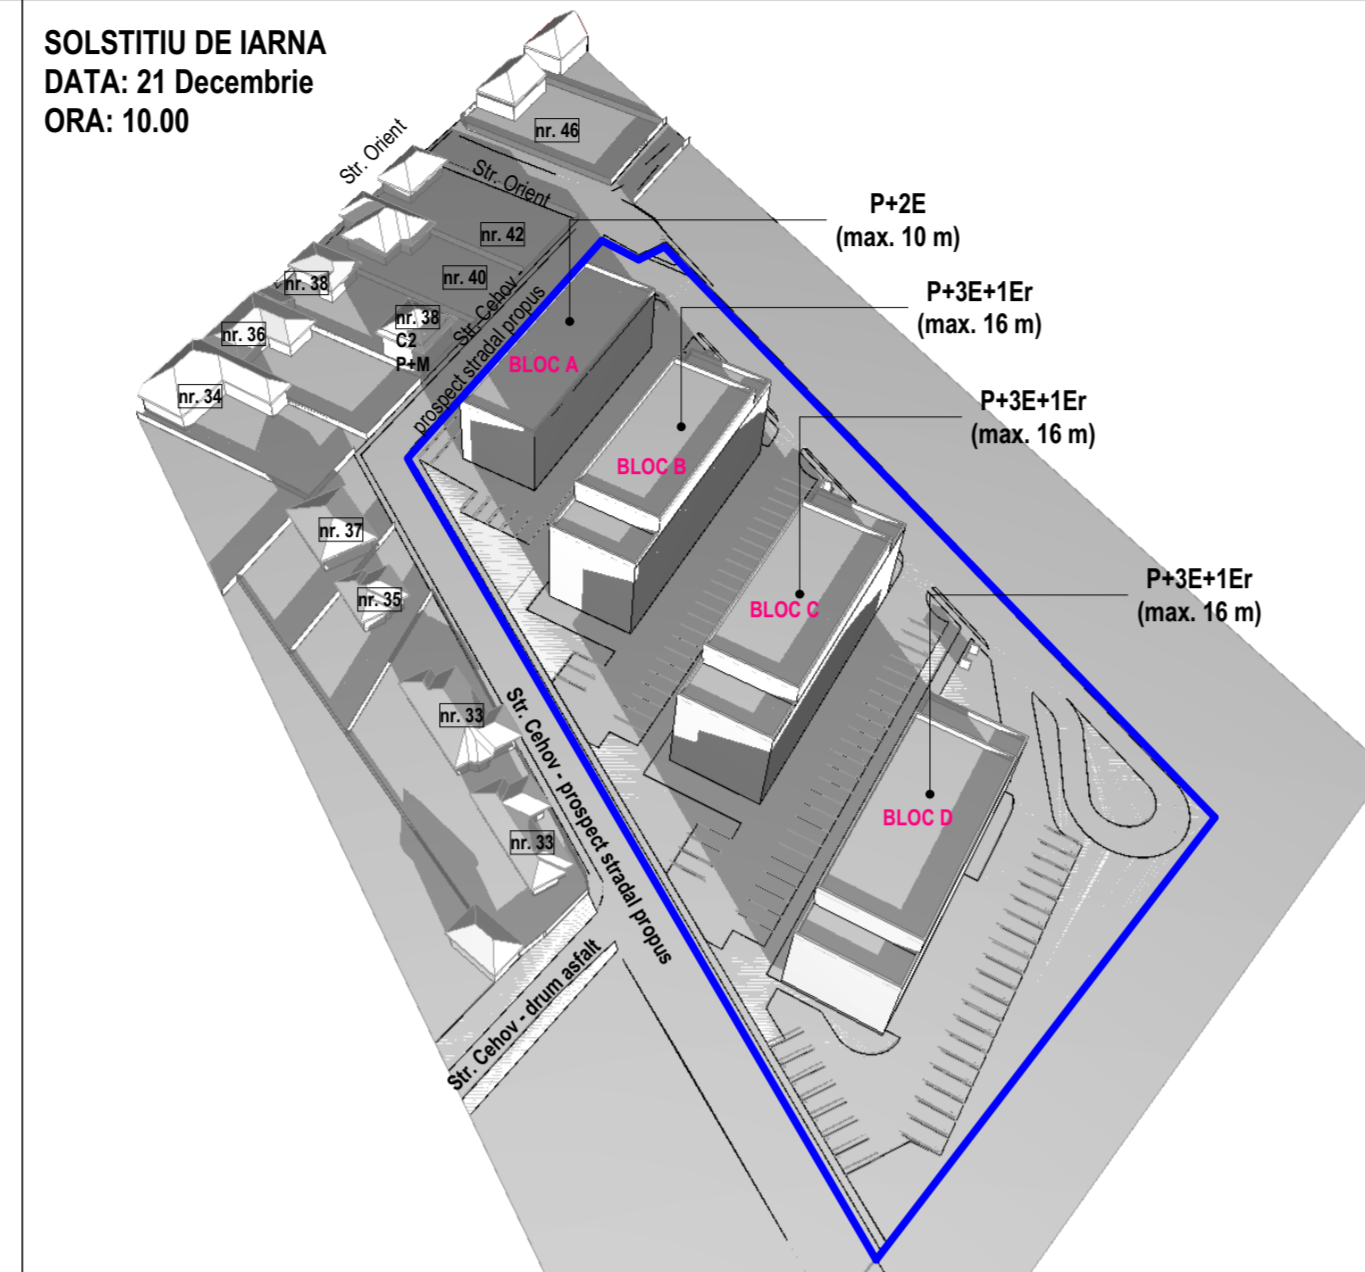 SOLSTITIU DE IARNA
DATA: 21 Decembrie
ORA: 10.00
Str. Orient
nr. 46
Str. Orient
nr. 42
nr. 40
nr. 38
nr. 38
C2
P+M
nr. 36
nr. 34
Str. Cehov -
prospect stradal propus
P+2E
(max. 10 m)
P+3E+1Er
(max. 16 m)
P+3E+1Er
(max. 16 m)
P+3E+1Er
(max. 16 m)
BLOC A
BLOC B
BLOC C
BLOC D
nr. 37
nr. 35
nr. 33
nr. 33
Str. Cehov - prospect stradal propus
Str. Cehov - drum asfalt